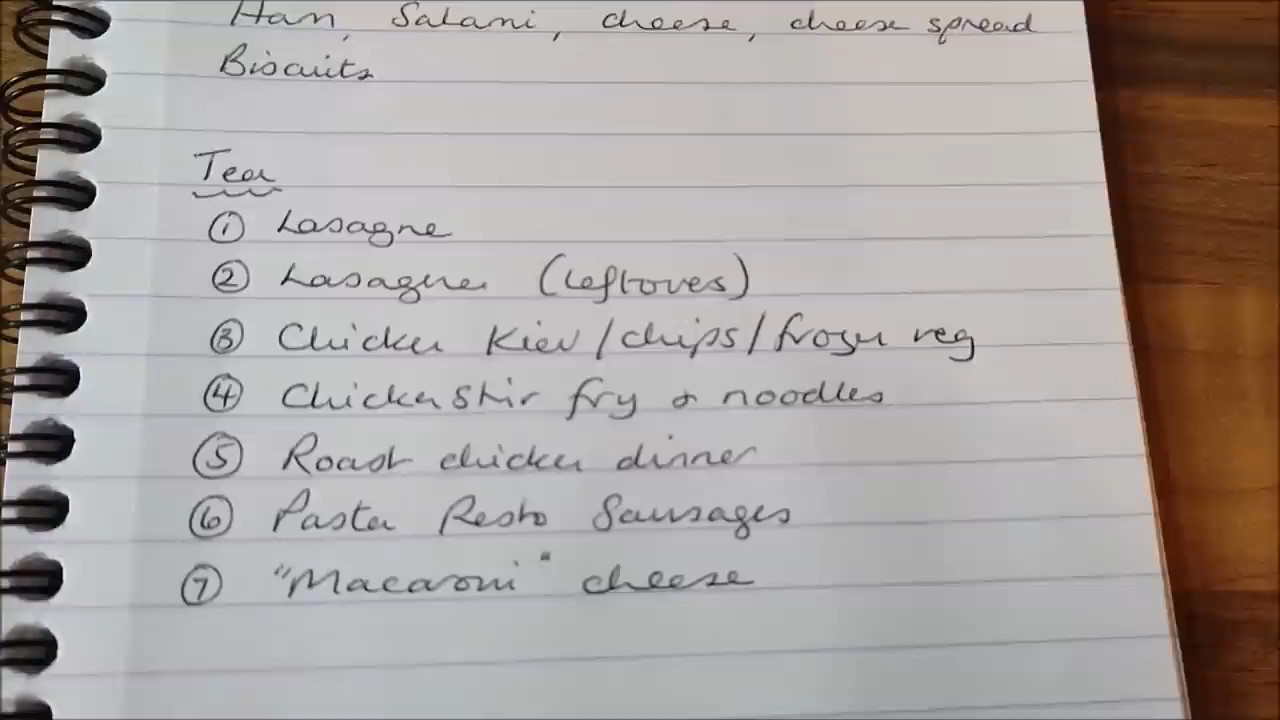 Ham, Salami, cheese, cheese spread
Biscuits
Tea
① Lasagne
② Lasagne (leftovers)
③ Chicken Kiev/chips/frozen veg
④ Chicken Stir fry & noodles
⑤ Roast chicken dinner
⑥ Pasta Pesto Sausages
⑦ "Macaroni" cheese